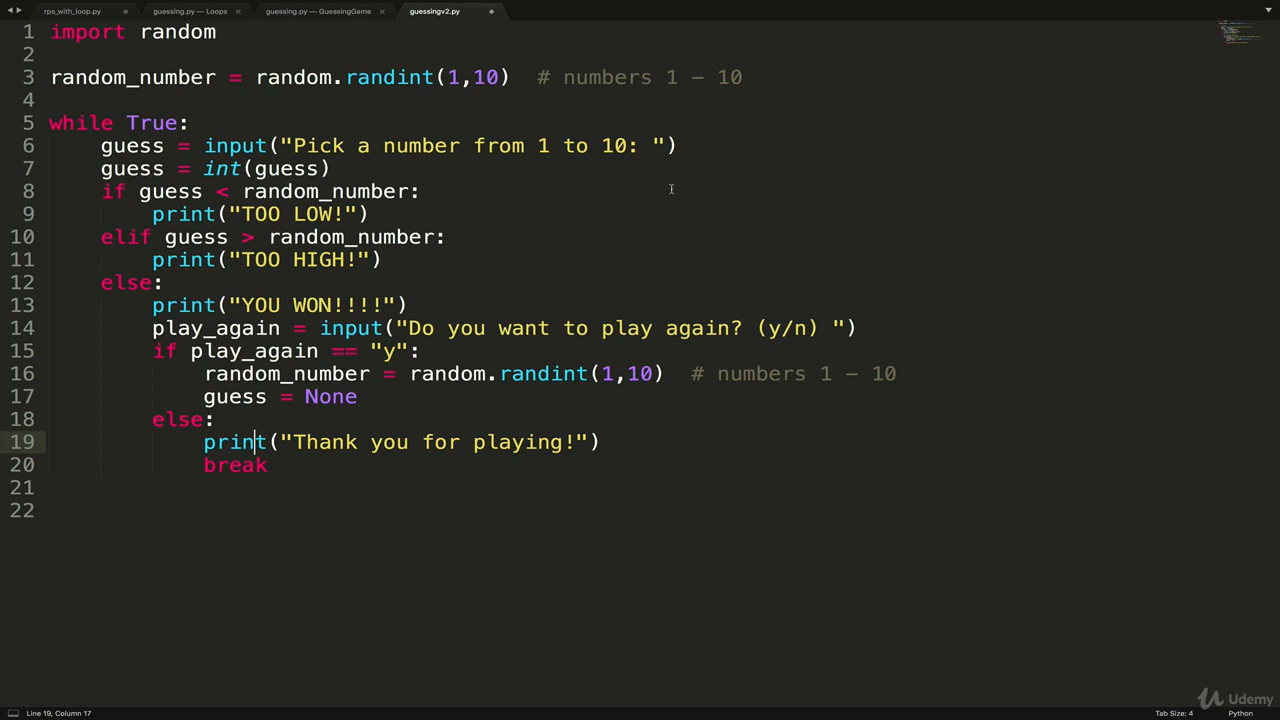 rps_with_loop.py guessing.py — Loops guessing.py — GuessingGame guessingv2.py
1 import random
2
3 random_number = random.randint(1,10)  # numbers 1 - 10
4
5 while True:
6     guess = input("Pick a number from 1 to 10: ")
7     guess = int(guess)
8     if guess < random_number:
9         print("TOO LOW!")
10     elif guess > random_number:
11         print("TOO HIGH!")
12     else:
13         print("YOU WON!!!!")
14         play_again = input("Do you want to play again? (y/n) ")
15         if play_again == "y":
16             random_number = random.randint(1,10)  # numbers 1 - 10
17             guess = None
18         else:
19             print("Thank you for playing!")
20             break
21
22
Udemy
Line 19, Column 17 Tab Size: 4 Python